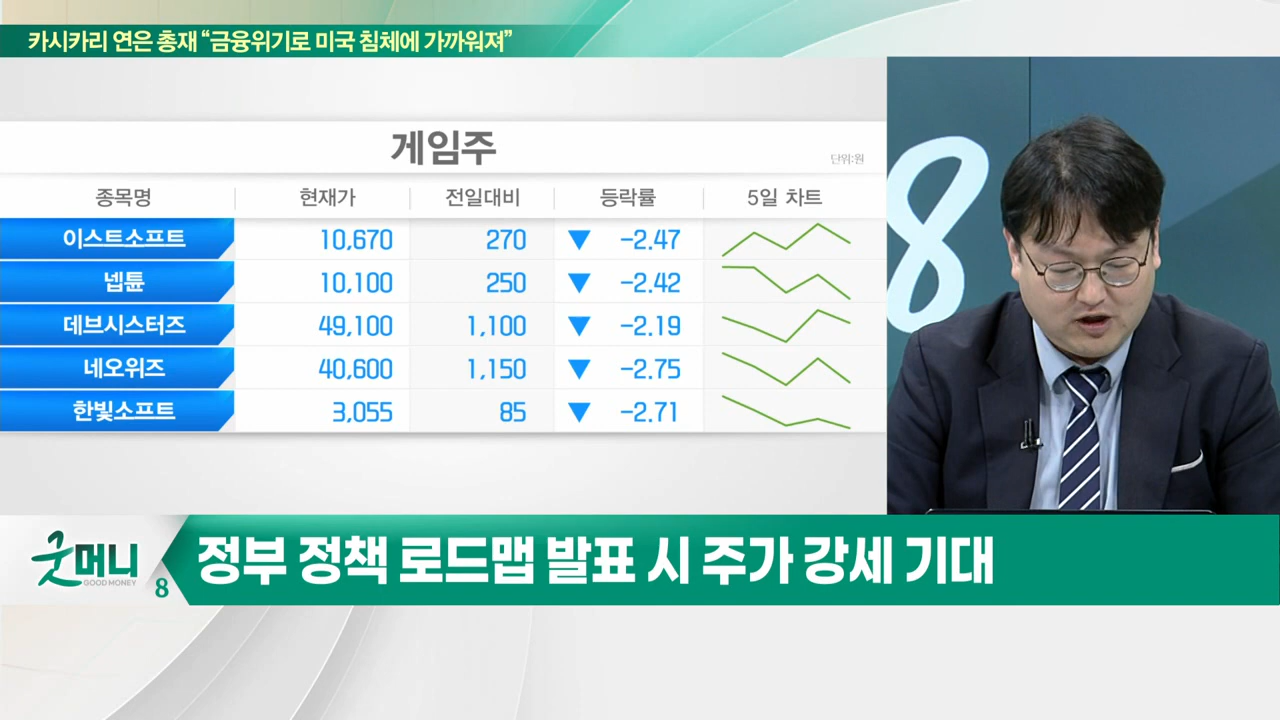 카시카리 연은 총재 “금융위기로 미국 침체에 가까워져”
게임주
단위:원
종목명 현재가 전일대비 등락률 5일 차트
이스트소프트 10,670 270 ▼ -2.47
넵튠 10,100 250 ▼ -2.42
데브시스터즈 49,100 1,100 ▼ -2.19
네오위즈 40,600 1,150 ▼ -2.75
한빛소프트 3,055 85 ▼ -2.71
8
굿머니
GOOD MONEY
8
정부 정책 로드맵 발표 시 주가 강세 기대